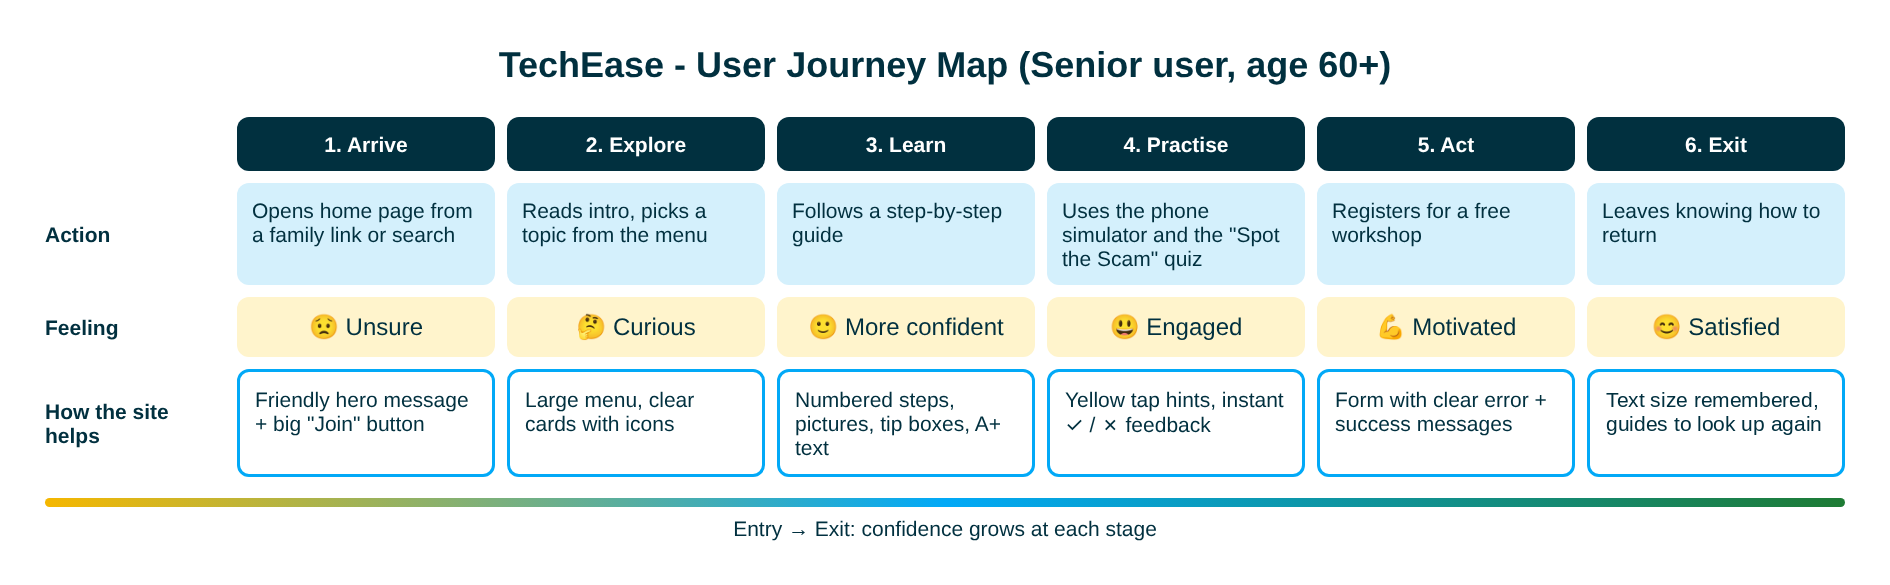 TechEase - User Journey Map (Senior user, age 60+)
1. Arrive
2. Explore
3. Learn
4. Practise
5. Act
6. Exit
Action
Opens home page from
a family link or search
Reads intro, picks a
topic from the menu
Follows a step-by-step
guide
Uses the phone
simulator and the "Spot
the Scam" quiz
Registers for a free
workshop
Leaves knowing how to
return
Feeling
😟 Unsure
🤔 Curious
🙂 More confident
😃 Engaged
💪 Motivated
😊 Satisfied
How the site
helps
Friendly hero message
+ big "Join" button
Large menu, clear
cards with icons
Numbered steps,
pictures, tip boxes, A+
text
Yellow tap hints, instant
✓ / ✗ feedback
Form with clear error +
success messages
Text size remembered,
guides to look up again
Entry → Exit: confidence grows at each stage